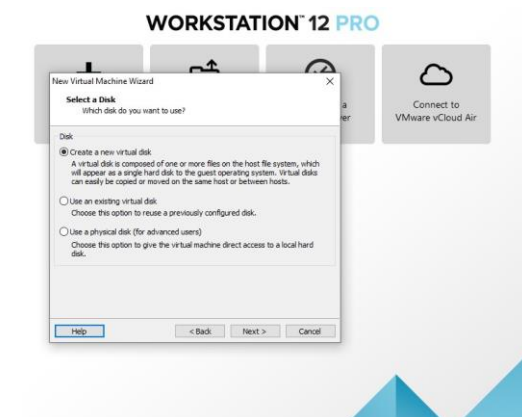 WORKSTATION™ 12 PRO
New Virtual Machine Wizard
Select a Disk
Which disk do you want to use?
Disk
Create a new virtual disk
A virtual disk is composed of one or more files on the host file system, which
will appear as a single hard disk to the guest operating system. Virtual disks
can easily be copied or moved on the same host or between hosts.
Use an existing virtual disk
Choose this option to reuse a previously configured disk.
Use a physical disk (for advanced users)
Choose this option to give the virtual machine direct access to a local hard
disk.
Help
< Back
Next >
Cancel
a
Connect to
VMware vCloud Air